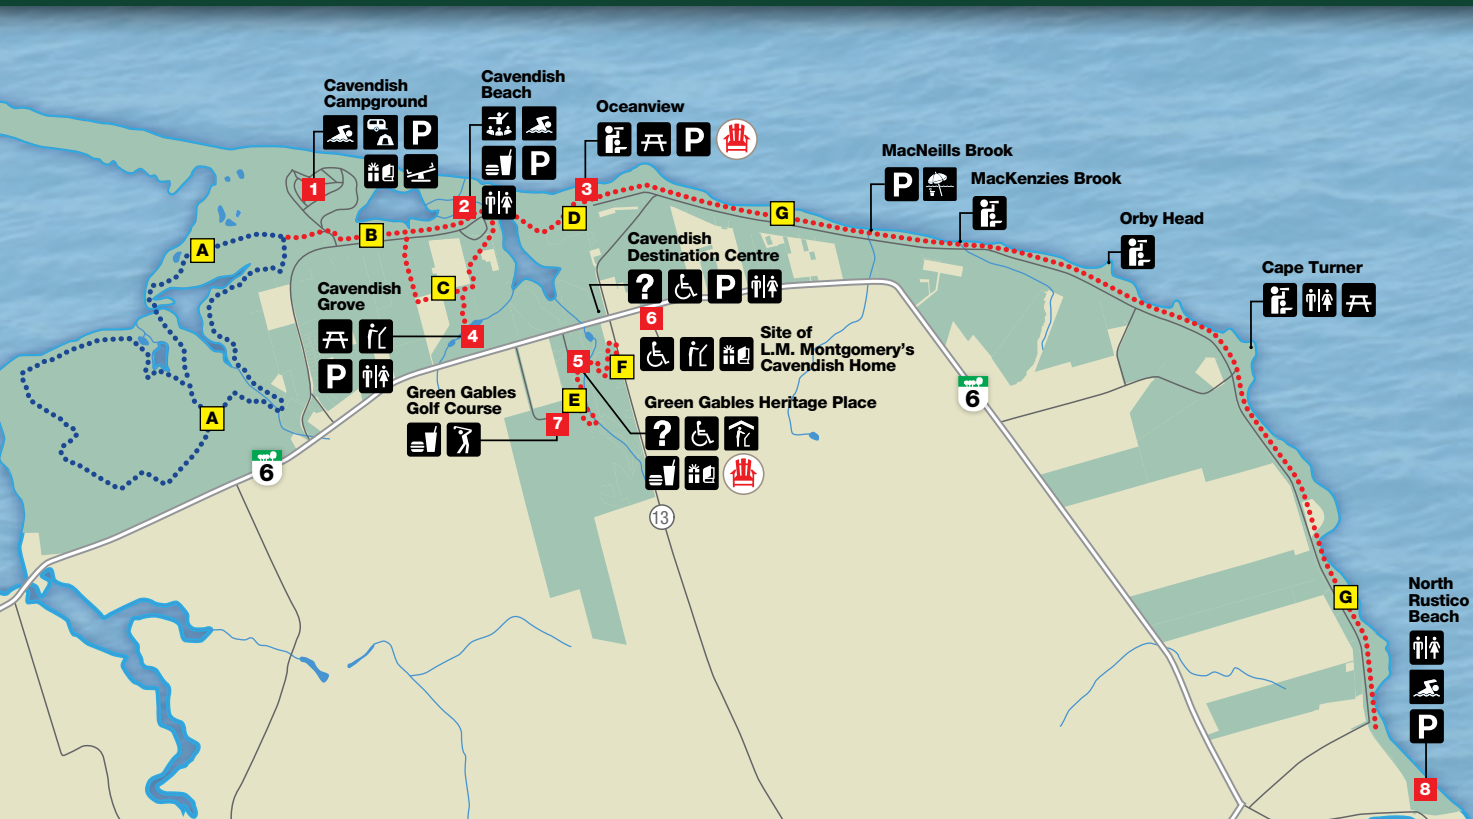 Cavendish
Campground
P
1
Cavendish
Beach
P
2
Oceanview
P
3
MacNeills Brook
P
MacKenzies Brook
Orby Head
Cape Turner
A
B
D
G
C
Cavendish
Destination Centre
?
P
6
Cavendish
Grove
P
4
Site of
L.M. Montgomery's
Cavendish Home
5
F
E
7
Green Gables
Golf Course
Green Gables Heritage Place
?
A
6
6
13
G
North
Rustico
Beach
P
8